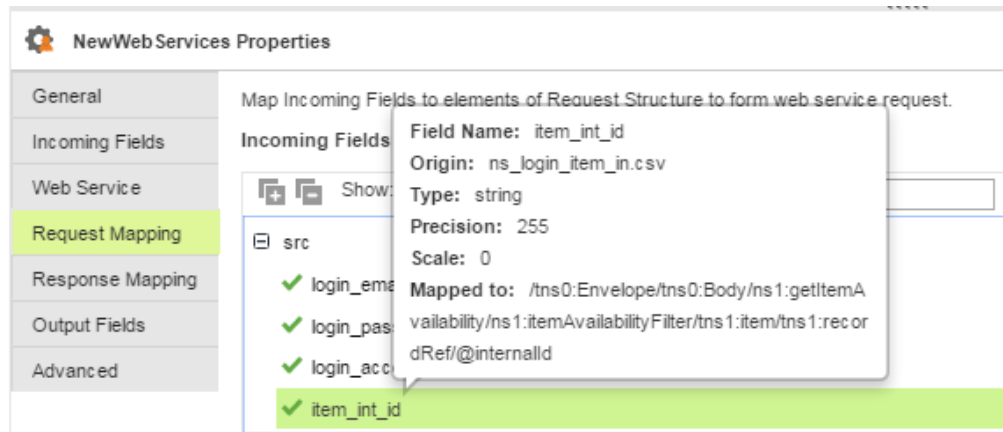 NewWebServices Properties
General
Incoming Fields
Web Service
Request Mapping
Response Mapping
Output Fields
Advanced
Map Incoming Fields to elements of Request Structure to form web service request.
Incoming Fields
Show:
src
login_ema
login_pas
login_acc
item_int_id
Field Name: item_int_id
Origin: ns_login_item_in.csv
Type: string
Precision: 255
Scale: 0
Mapped to: /tns0:Envelope/tns0:Body/ns1:getItemA
vailability/ns1:itemAvailabilityFilter/tns1:item/tns1:recor
dRef/@internalId